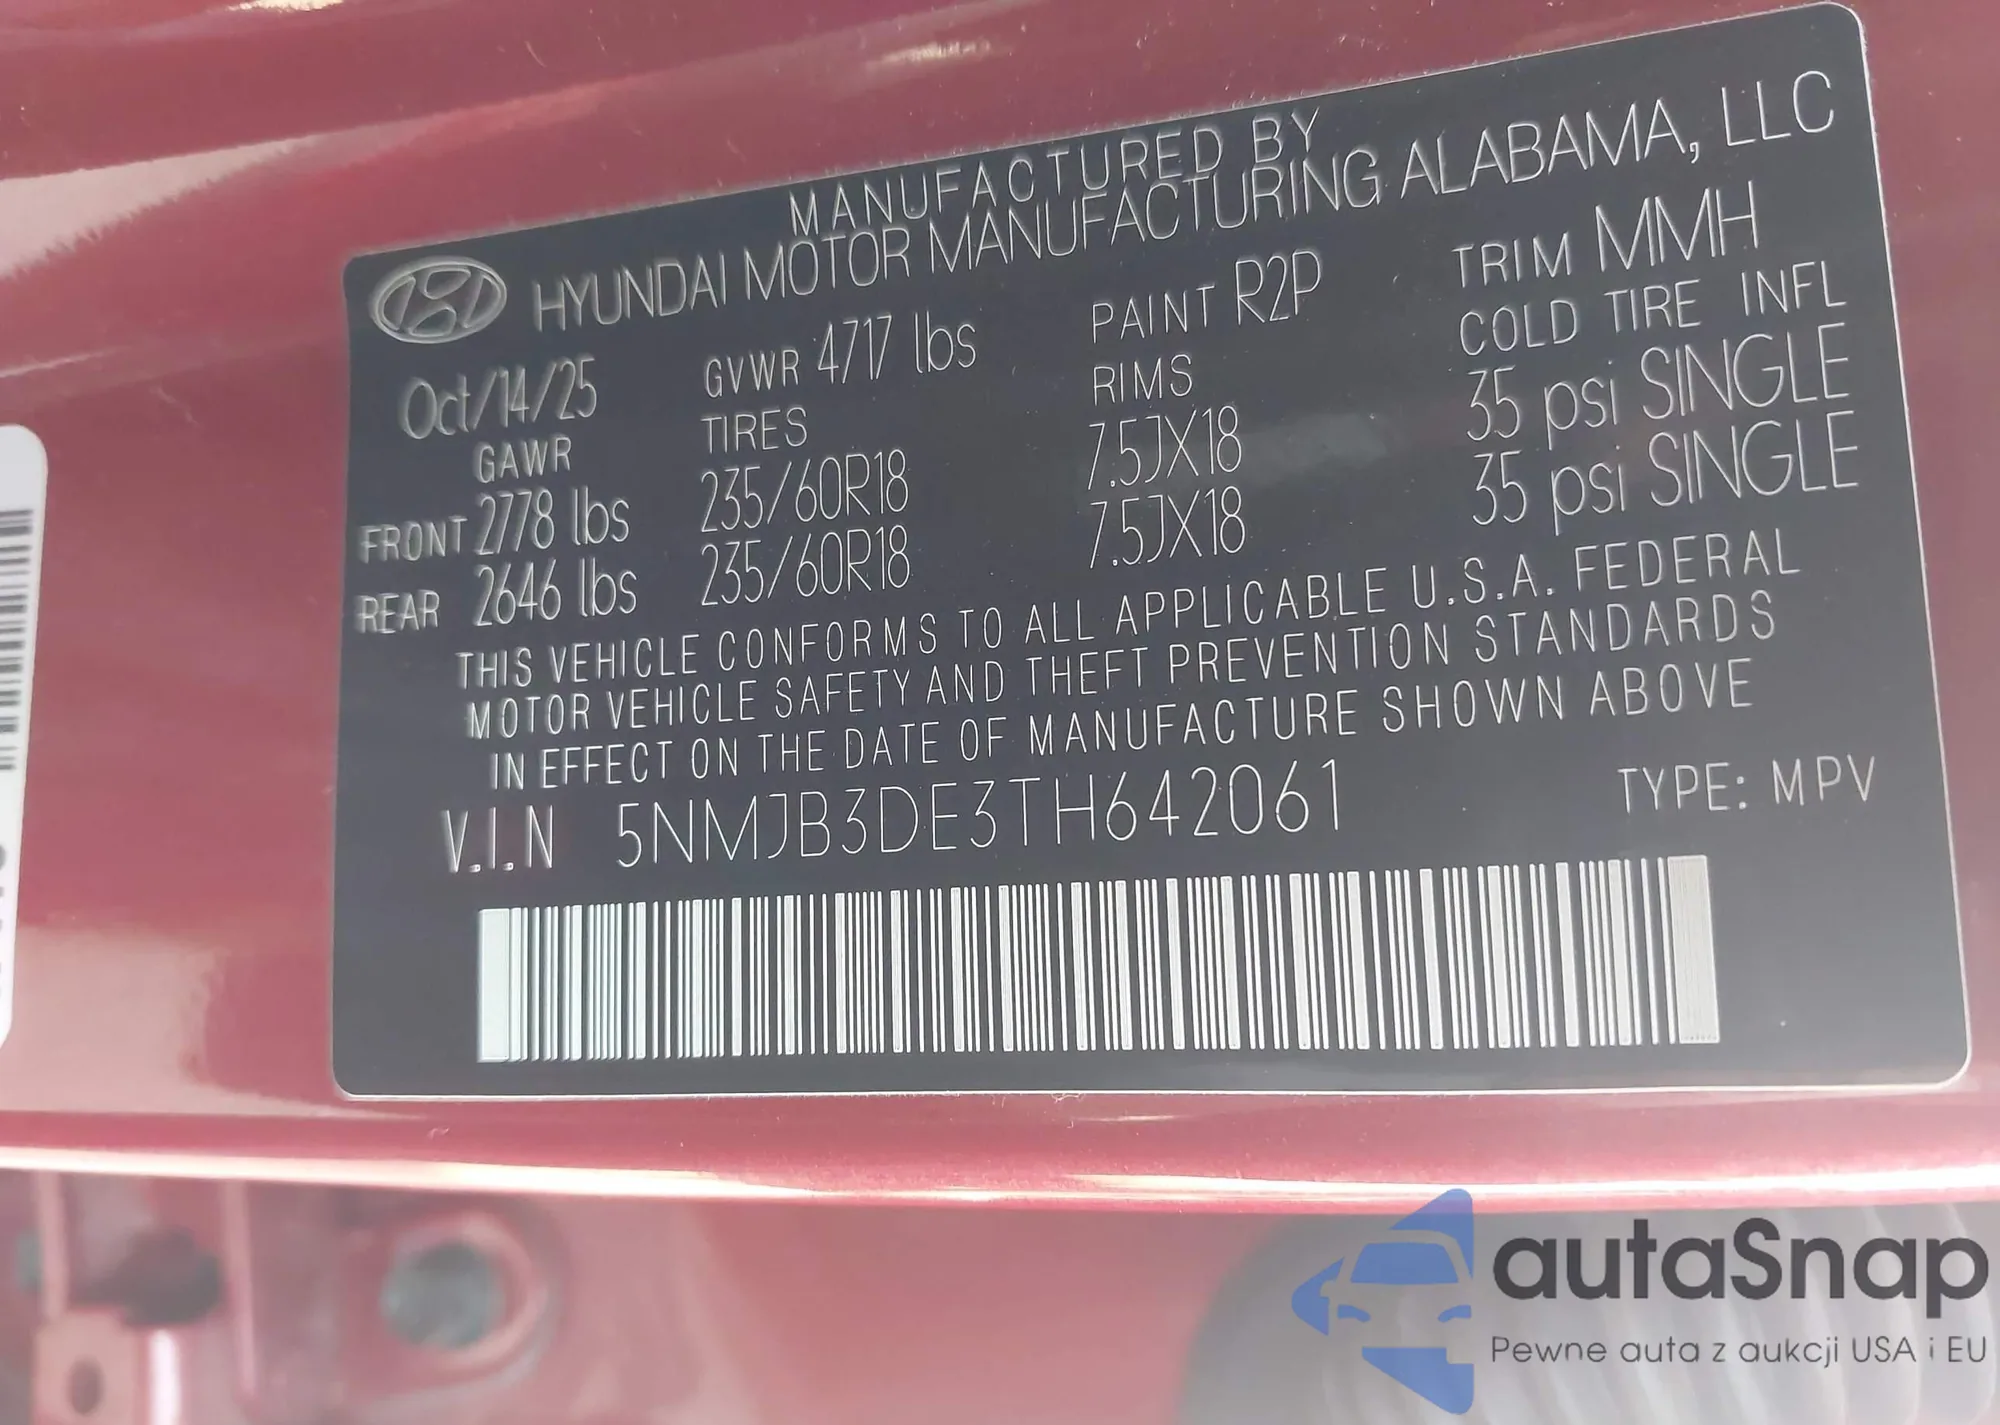 MANUFACTURED BY
HYUNDAI MOTOR MANUFACTURING ALABAMA, LLC
Oct/14/25 GVWR 4717 lbs PAINT R2P TRIM MMH
GAWR TIRES RIMS COLD TIRE INFL
FRONT 2778 lbs 235/60R18 7.5JX18 35 psi SINGLE
REAR 2646 lbs 235/60R18 7.5JX18 35 psi SINGLE
THIS VEHICLE CONFORMS TO ALL APPLICABLE U.S.A. FEDERAL
MOTOR VEHICLE SAFETY AND THEFT PREVENTION STANDARDS
IN EFFECT ON THE DATE OF MANUFACTURE SHOWN ABOVE
V.I.N 5NMJB3DE3TH642061 TYPE: MPV
autaSnap
Pewne auta z aukcji USA i EU